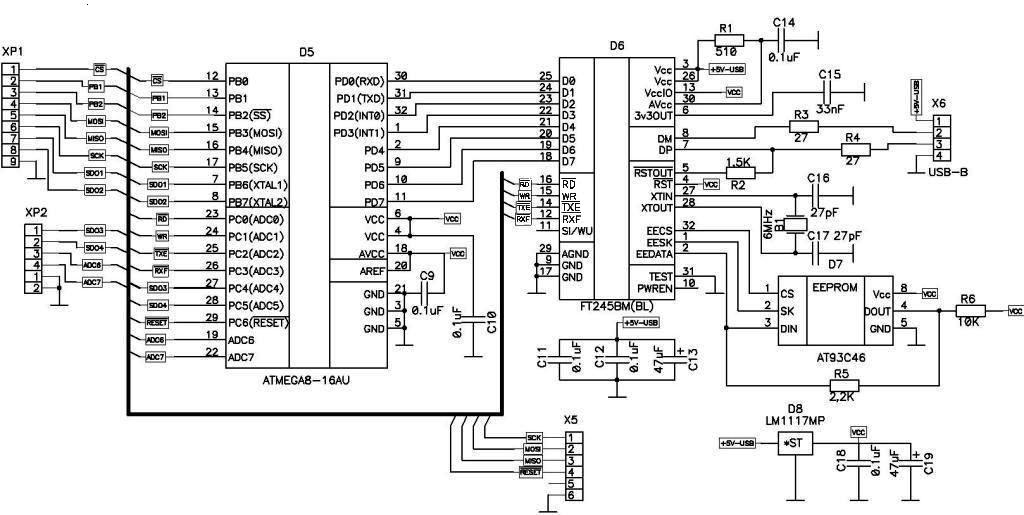 XP1
1
2
3
4
5
6
7
8
9
CS
PB1
PB2
MOSI
MISO
SCK
SDO1
SDO2
XP2
1
2
3
4
1
2
SDO3
SDO4
ADC6
ADC7
D5
CS 12 PB0
PB1 13 PB1
PB2 14 PB2(SS)
MOSI 15 PB3(MOSI)
MISO 16 PB4(MISO)
SCK 17 PB5(SCK)
SDO1 7 PB6(XTAL1)
SDO2 8 PB7(XTAL2)
RD 23 PC0(ADC0)
WR 24 PC1(ADC1)
TXE 25 PC2(ADC2)
RXF 26 PC3(ADC3)
SDO3 27 PC4(ADC4)
SDO4 28 PC5(ADC5)
RESET 29 PC6(RESET)
ADC6 19 ADC6
ADC7 22 ADC7
PD0(RXD) 30
PD1(TXD) 31
PD2(INT0) 32
PD3(INT1) 1
PD4 2
PD5 9
PD6 10
PD7 11
VCC 6 VCC
VCC 4
AVCC 18 VCC
AREF 20
GND 21
GND 3
GND 5
C9
0.1uF
0.1uF
C10
ATMEGA8-16AU
D6
25 D0
24 D1
23 D2
22 D3
21 D4
20 D5
19 D6
18 D7
RD 16 RD
WR 15 WR
TXE 14 TXE
RXF 12 RXF
11 SI/WU
29 AGND
9 GND
17 GND
Vcc 3
Vcc 26
VccIO 13 VCC
AVcc 30
3v3OUT 6
DM 8
DP 7
RSTOUT 5
RST 4 VCC
XTIN 27
XTOUT 28
EECS 32
EESK 1
EEDATA 2
TEST 31
PWREN 10
FT245BM(BL)
+5V-USB
R1
510
C14
0.1uF
C15
33nF
R3
27
R4
27
1,5K
R2
C16
27pF
6MHz
B1
C17 27pF
+5V-USB
X6
1
2
3
4
USB-B
D7
EEPROM
1 CS
2 SK
3 DIN
Vcc 8 VCC
DOUT 4
GND 5
AT93C46
R6
10K
VCC
R5
2,2K
+5V-USB
C11
0.1uF
C12
0.1uF
47uF
+
C13
D8
LM1117MP
+5V-USB
*ST
VCC
C18
0.1uF
47uF
+
C19
X5
SCK 1
MOSI 2
MISO 3
RESET 4
5
6